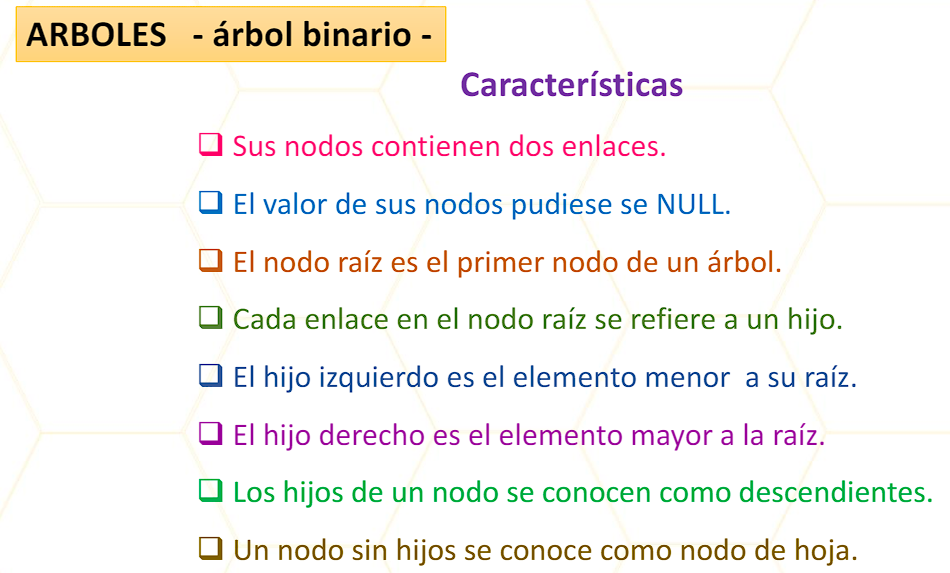 ARBOLES - árbol binario -
Características
❑ Sus nodos contienen dos enlaces.
❑ El valor de sus nodos pudiese se NULL.
❑ El nodo raíz es el primer nodo de un árbol.
❑ Cada enlace en el nodo raíz se refiere a un hijo.
❑ El hijo izquierdo es el elemento menor a su raíz.
❑ El hijo derecho es el elemento mayor a la raíz.
❑ Los hijos de un nodo se conocen como descendientes.
❑ Un nodo sin hijos se conoce como nodo de hoja.